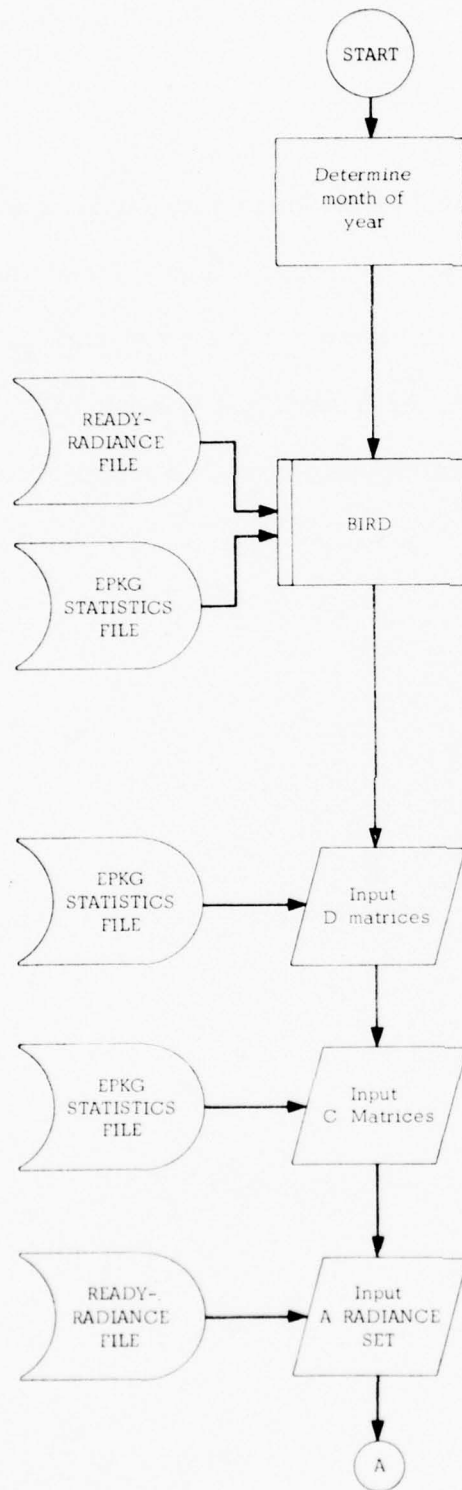 START
Determine
month of
year
READY-
RADIANCE
FILE
BIRD
EPKG
STATISTICS
FILE
EPKG
STATISTICS
FILE
Input
D matrices
EPKG
STATISTICS
FILE
Input
C Matrices
READY-
RADIANCE
FILE
Input
A RADIANCE
SET
A